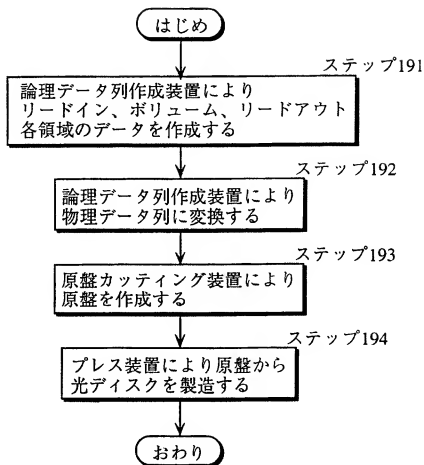 はじめ
ステップ191
論理データ列作成装置により
リードイン、ボリューム、リードアウト
各領域のデータを作成する
ステップ192
論理データ列作成装置により
物理データ列に変換する
ステップ193
原盤カッティング装置により
原盤を作成する
ステップ194
プレス装置により原盤から
光ディスクを製造する
おわり